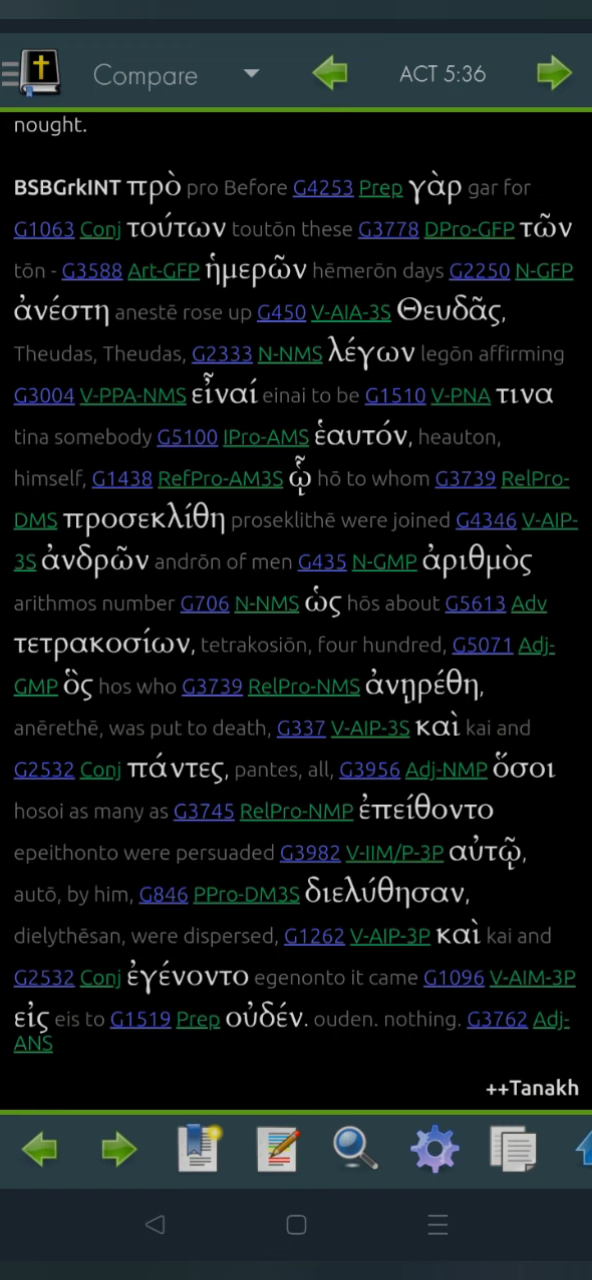 Compare
ACT 5:36
nought.
BSBGrkINT πρὸ pro Before G4253 Prep γὰρ gar for
G1063 Conj τούτων toutōn these G3778 DPro-GFP τῶν
tōn - G3588 Art-GFP ἡμερῶν hēmerōn days G2250 N-GFP
ἀνέστη anestē rose up G450 V-AIA-3S Θευδᾶς,
Theudas, Theudas, G2333 N-NMS λέγων legōn affirming
G3004 V-PPA-NMS εἶναί einai to be G1510 V-PNA τινα
tina somebody G5100 IPro-AMS ἑαυτόν, heauton,
himself, G1438 RefPro-AM3S ᾧ hō to whom G3739 RelPro-
DMS προσεκλίθη proseklithē were joined G4346 V-AIP-
3S ἀνδρῶν andrōn of men G435 N-GMP ἀριθμὸς
arithmos number G706 N-NMS ὡς hōs about G5613 Adv
τετρακοσίων, tetrakosiōn, four hundred, G5071 Adj-
GMP ὃς hos who G3739 RelPro-NMS ἀνῃρέθη,
anērethē, was put to death, G337 V-AIP-3S καὶ kai and
G2532 Conj πάντες, pantes, all, G3956 Adj-NMP ὅσοι
hosoi as many as G3745 RelPro-NMP ἐπείθοντο
epeithonto were persuaded G3982 V-IIM/P-3P αὐτῷ,
autō, by him, G846 PPro-DM3S διελύθησαν,
dielythēsan, were dispersed, G1262 V-AIP-3P καὶ kai and
G2532 Conj ἐγένοντο egenonto it came G1096 V-AIM-3P
εἰς eis to G1519 Prep οὐδέν. ouden. nothing. G3762 Adj-
ANS
++Tanakh